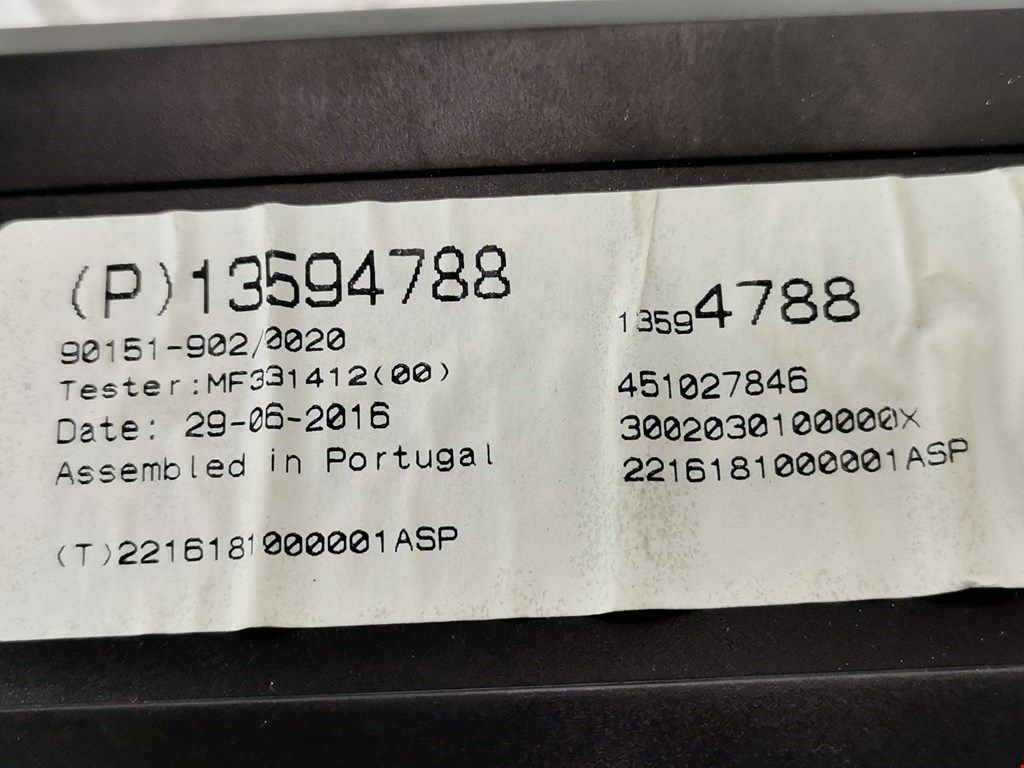 (P)13594788
90151-902/0020
Tester:MF331412(00)
Date: 29-06-2016
Assembled in Portugal
(T)2216181000001ASP
13594788
451027846
3002030100000X
2216181000001ASP